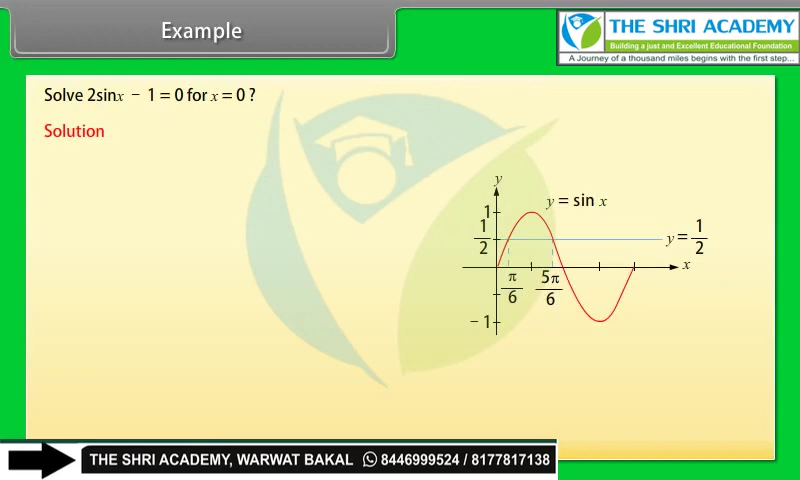 Example
THE SHRI ACADEMY
Building a just and Excellent Educational Foundation
A Journey of a thousand miles begins with the first step...
Solve 2sinx − 1 = 0 for x = 0 ?
Solution
y
y = sin x
1
1/2
y = 1/2
x
π/6
5π/6
− 1
THE SHRI ACADEMY, WARWAT BAKAL 8446999524 / 8177817138